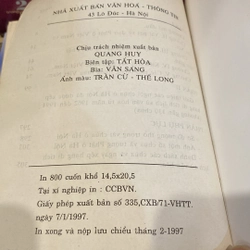 NHÀ XUẤT BẢN VĂN HOÁ - THÔNG TIN
43 Lò Đúc - Hà Nội
Chịu trách nhiệm xuất bản
QUANG HUY
Biên tập: TẤT HÒA
Bìa: VĂN SÁNG
Ảnh màu: TRẦN CỪ - THẾ LONG
In 800 cuốn khổ 14,5x20,5
Tại xí nghiệp in : CCBVN.
Giấy phép xuất bản số 335,CXB/71-VHTT.
ngày 7/1/1997.
In xong và nộp lưu chiểu tháng 2-1997